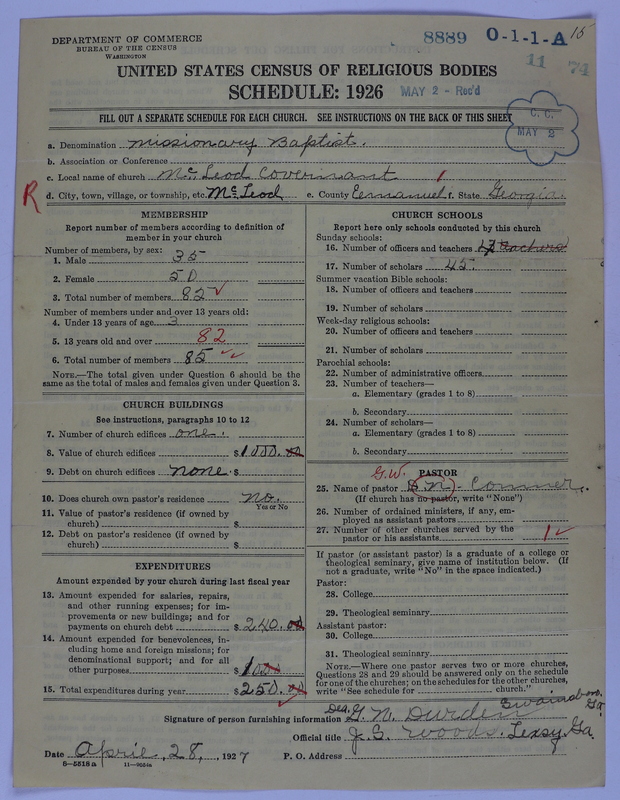 DEPARTMENT OF COMMERCE
BUREAU OF THE CENSUS
WASHINGTON
8889 O-1-1-A 15
11 74
UNITED STATES CENSUS OF RELIGIOUS BODIES
SCHEDULE: 1926 MAY 2 - Rec'd
FILL OUT A SEPARATE SCHEDULE FOR EACH CHURCH. SEE INSTRUCTIONS ON THE BACK OF THIS SHEET
C. C.
MAY 2
a. Denomination Missionary Baptist.
b. Association or Conference
c. Local name of church McLeod Covernant
R d. City, town, village, or township, etc. McLeod e. County Eemanuel f. State Georgia.
MEMBERSHIP
Report number of members according to definition of
member in your church
Number of members, by sex:
1. Male 35
2. Female 50
3. Total number of members 85
Number of members under and over 13 years old:
4. Under 13 years of age 3
5. 13 years old and over 82
6. Total number of members 85
NOTE.—The total given under Question 6 should be
same as the total of males and females given under Question 3.
CHURCH BUILDINGS
See instructions, paragraphs 10 to 12
7. Number of church edifices one.
8. Value of church edifices $1000.00
9. Debt on church edifices none. $
10. Does church own pastor's residence no.
Yes or No
11. Value of pastor's residence (if owned by
church) $
12. Debt on pastor's residence (if owned by
church) $
EXPENDITURES
Amount expended by your church during last fiscal year
13. Amount expended for salaries, repairs,
and other running expenses; for im-
provements or new buildings; and for
payments on church debt $240.00
14. Amount expended for benevolences, in-
cluding home and foreign missions; for
denominational support; and for all
other purposes $1000
15. Total expenditures during year $250.00
CHURCH SCHOOLS
Report here only schools conducted by this church
Sunday schools:
16. Number of officers and teachers teachers
17. Number of scholars 45.
Summer vacation Bible schools:
18. Number of officers and teachers
19. Number of scholars
Week-day religious schools:
20. Number of officers and teachers
21. Number of scholars
Parochial schools:
22. Number of administrative officers
23. Number of teachers—
a. Elementary (grades 1 to 8)
b. Secondary
24. Number of scholars—
a. Elementary (grades 1 to 8)
b. Secondary
G.W. PASTOR
25. Name of pastor Conner.
(If church has no pastor, write "None")
26. Number of ordained ministers, if any, em-
ployed as assistant pastors
27. Number of other churches served by the
pastor or his assistants 1
If pastor (or assistant pastor) is a graduate of a college or
theological seminary, give name of institution below. (If
not a graduate, write "No" in the space indicated.)
Pastor:
28. College
29. Theological seminary
Assistant pastor:
30. College
31. Theological seminary
NOTE.—Where one pastor serves two or more churches,
Questions 28 and 29 should be answered only on the schedule
for one of the churches; on the schedules for the other churches,
write "See schedule for church."
Signature of person furnishing information Dea. G. N. Durden Swainsboro, Ga.
Official title J. S. Woods. Lexsy, Ga.
Date Aprile, 28, 1927 P. O. Address
8—5518a 11—9024a